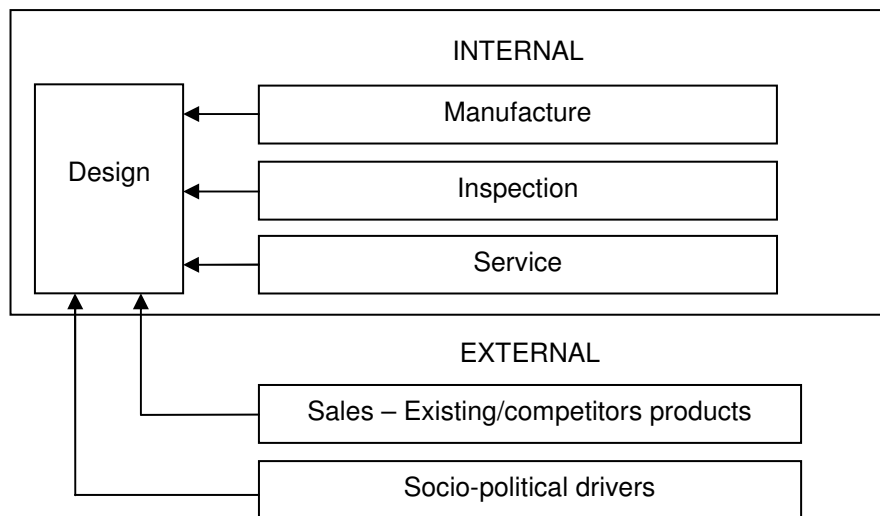 INTERNAL
Design
Manufacture
Inspection
Service
EXTERNAL
Sales – Existing/competitors products
Socio-political drivers